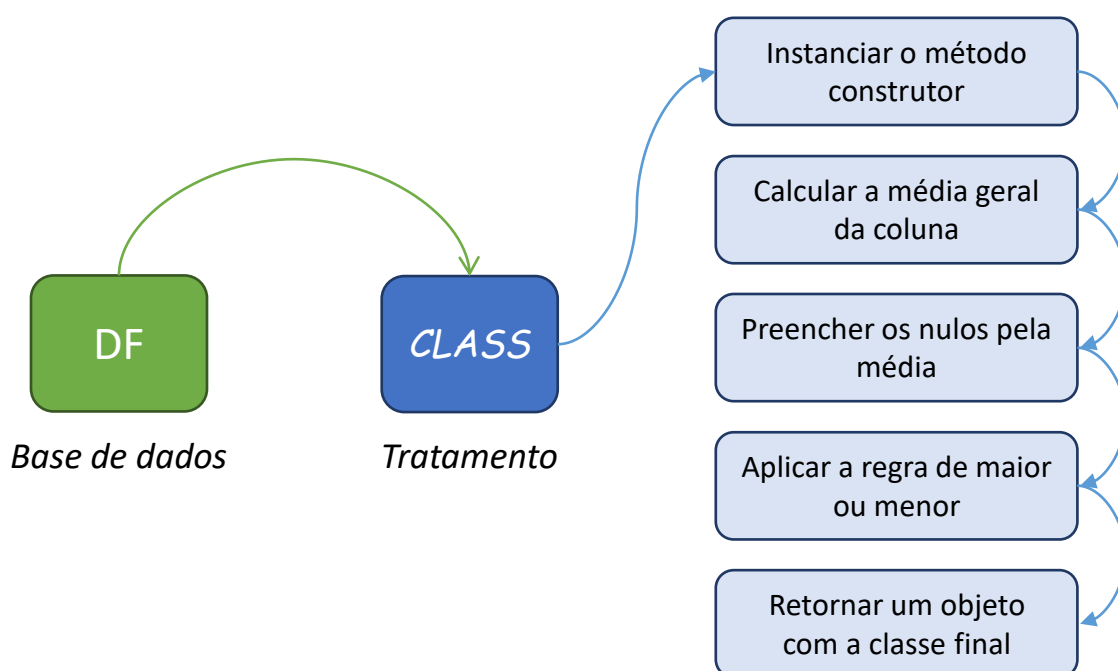 DF
Base de dados
CLASS
Tratamento
Instanciar o método
construtor
Calcular a média geral
da coluna
Preencher os nulos pela
média
Aplicar a regra de maior
ou menor
Retornar um objeto
com a classe final